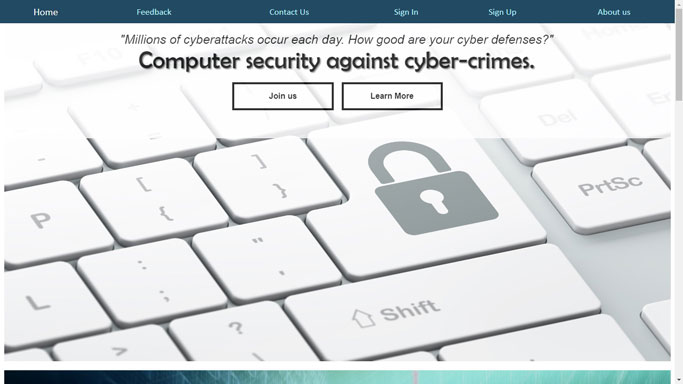 Home Feedback Contact Us Sign In Sign Up About us
"Millions of cyberattacks occur each day. How good are your cyber defenses?"
Computer security against cyber-crimes.
Join us Learn More
F10
Home
End
Del
PrtSc
-
[
{
]
}
P
:
;
"
,
L
?
>
Shift